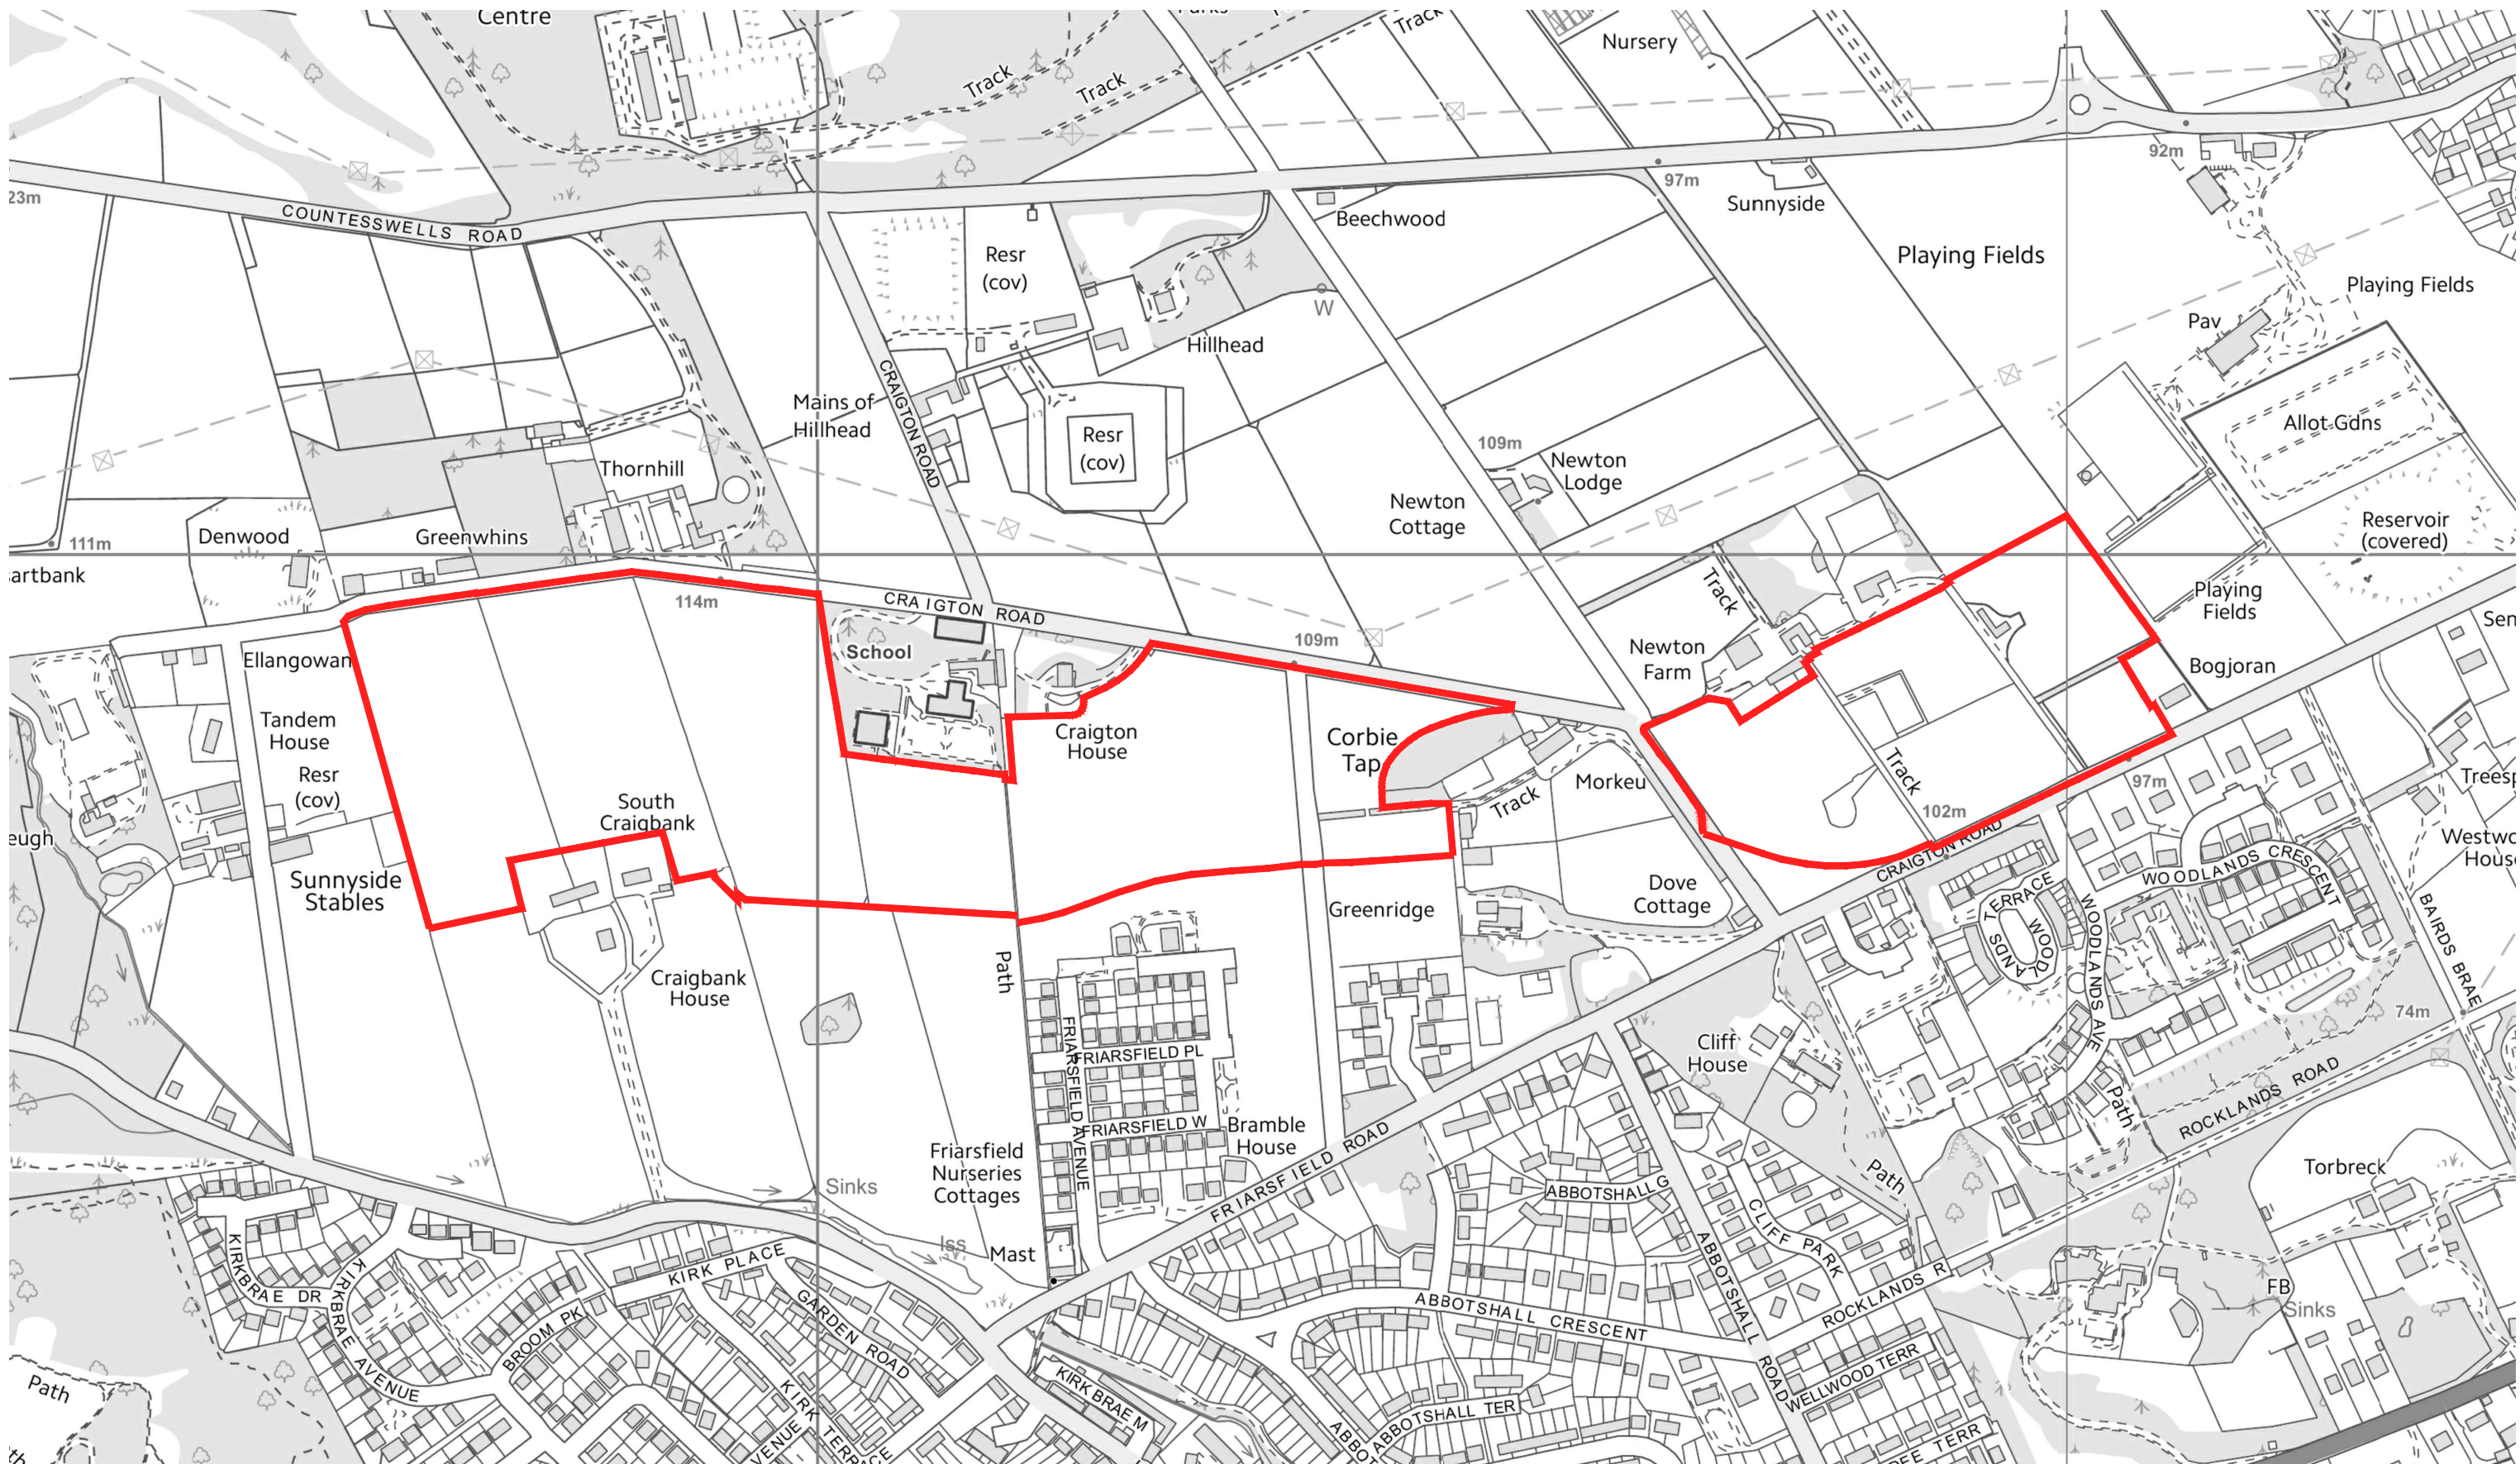 Centre
Track
Track
Track
Nursery
23m
COUNTESSWELLS ROAD
92m
97m
Sunnyside
Beechwood
Resr
(cov)
Playing Fields
Playing Fields
W
Pav
Hillhead
CRAIGTON ROAD
Mains of
Hillhead
Resr
(cov)
Allot Gdns
109m
Newton
Lodge
Thornhill
Newton
Cottage
Reservoir
(covered)
Denwood
Greenwhins
111m
artbank
114m
CRAIGTON ROAD
Track
Playing
Fields
109m
School
Newton
Farm
Ellangowan
Bogjoran
Tandem
House
Craigton
House
Corbie
Tap
Resr
(cov)
Morkeu
Track
Track
97m
South
Craigbank
102m
eugh
CRAIGTON ROAD
Sunnyside
Stables
Dove
Cottage
Greenridge
WOODLANDS CRESCENT
TERRACE
WOODLANDS
WOODLANDS AVE
BAIRDS BRAE
Path
Craigbank
House
74m
FRIARSFIELD AVENUE
FRIARSFIELD PL
Cliff
House
Path
ROCKLANDS ROAD
FRIARSFIELD W
Bramble
House
Friarsfield
Nurseries
Cottages
FRIARSFIELD ROAD
Path
Torbreck
Sinks
ABBOTSHALL G
CLIFF PARK
KIRKBRAE DR
KIRKBRAE AVENUE
Iss
Mast
KIRK PLACE
GARDEN ROAD
ABBOTSHALL ROAD
ROCKLANDS R
FB
Sinks
BROOM PK
ABBOTSHALL CRESCENT
WELLWOOD TERR
Path
KIRK TERRACE
VENUE
KIRK BRAE M
ABBOTSHALL TER
ABBO
EE TERR